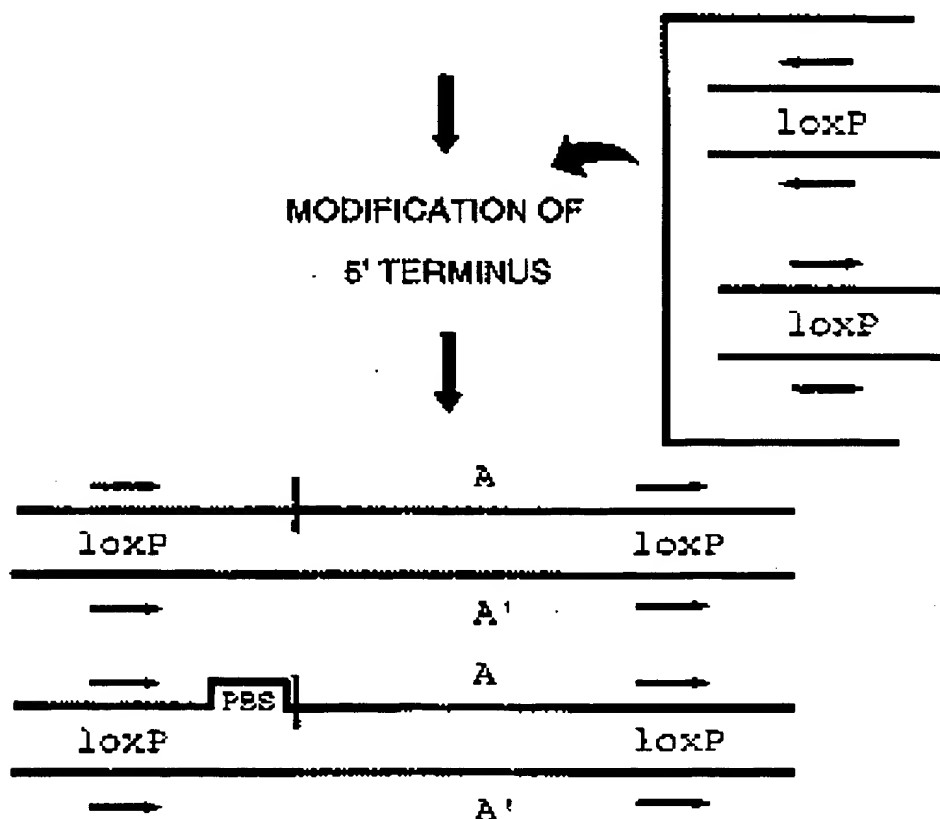 loxP
MODIFICATION OF
5' TERMINUS
loxP
A
loxP loxP
A'
A
PBS
loxP loxP
A'